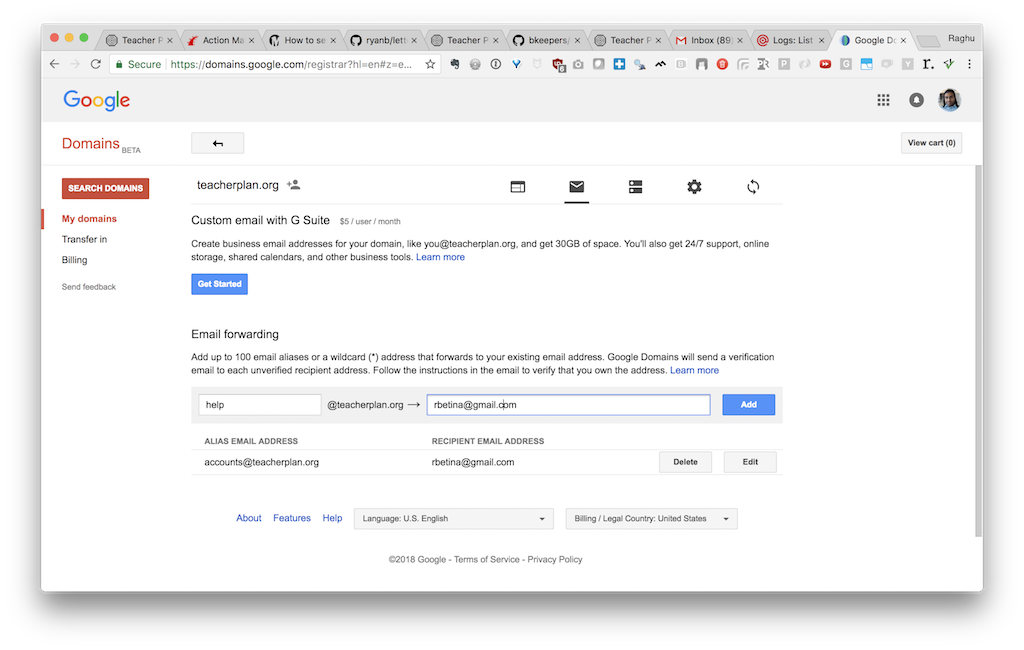 Teacher P
Action Ma
How to se
ryanb/lett
Teacher P
bkeepers/
Teacher P
Inbox (89
Logs: List
Google Do
Raghu
Secure
https://domains.google.com/registrar?hl=en#z=e...
Google
Domains BETA
View cart (0)
SEARCH DOMAINS
My domains
Transfer in
Billing
Send feedback
teacherplan.org
Custom email with G Suite $5 / user / month
Create business email addresses for your domain, like you@teacherplan.org, and get 30GB of space. You'll also get 24/7 support, online
storage, shared calendars, and other business tools. Learn more
Get Started
Email forwarding
Add up to 100 email aliases or a wildcard (*) address that forwards to your existing email address. Google Domains will send a verification
email to each unverified recipient address. Follow the instructions in the email to verify that you own the address. Learn more
help @teacherplan.org → rbetina@gmail.com Add
ALIAS EMAIL ADDRESS RECIPIENT EMAIL ADDRESS
accounts@teacherplan.org rbetina@gmail.com Delete Edit
About Features Help Language: U.S. English Billing / Legal Country: United States
©2018 Google - Terms of Service - Privacy Policy